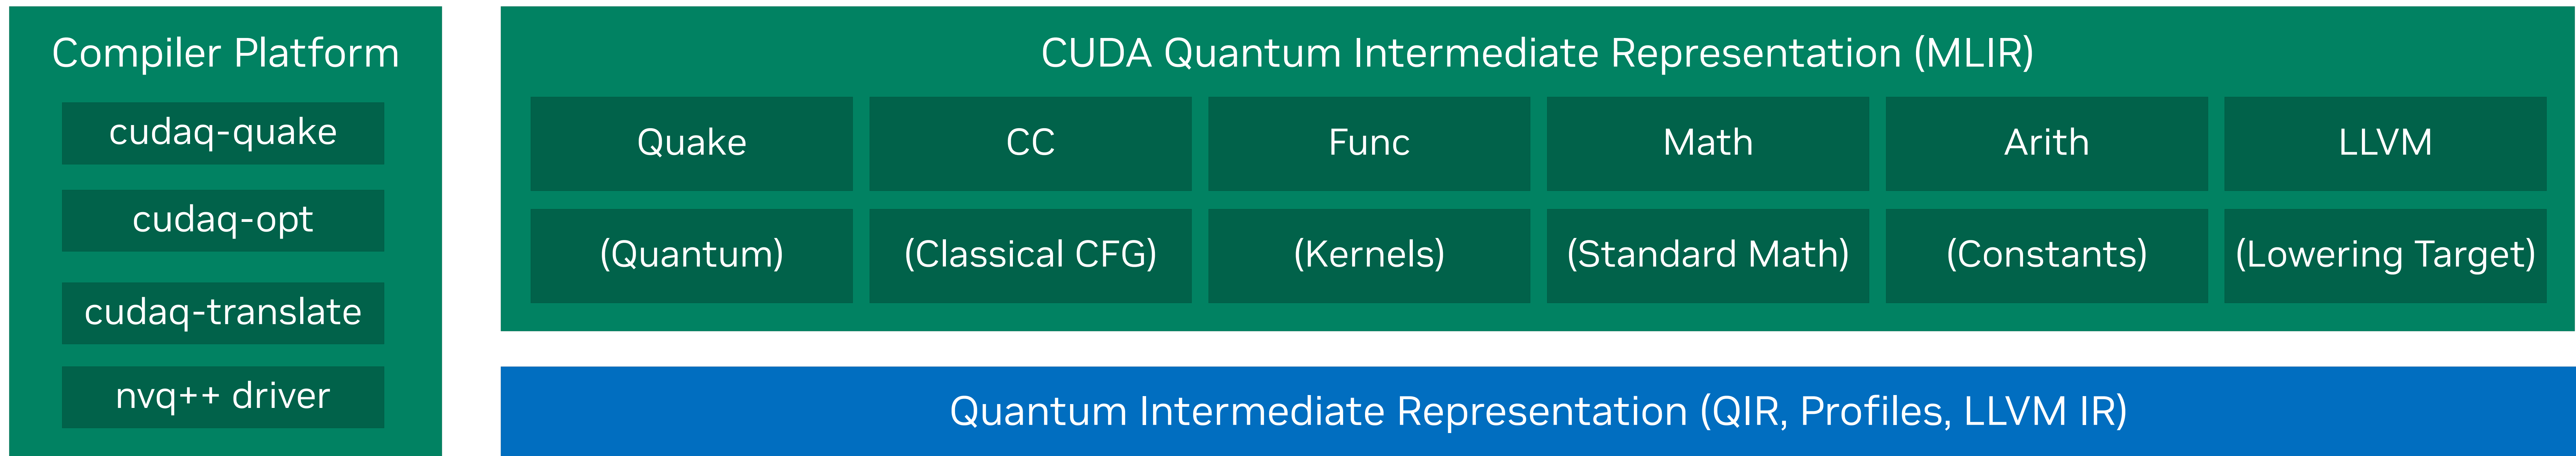 Compiler Platform
cudaq-quake
cudaq-opt
cudaq-translate
nvq++ driver
CUDA Quantum Intermediate Representation (MLIR)
Quake
CC
Func
Math
Arith
LLVM
(Quantum)
(Classical CFG)
(Kernels)
(Standard Math)
(Constants)
(Lowering Target)
Quantum Intermediate Representation (QIR, Profiles, LLVM IR)